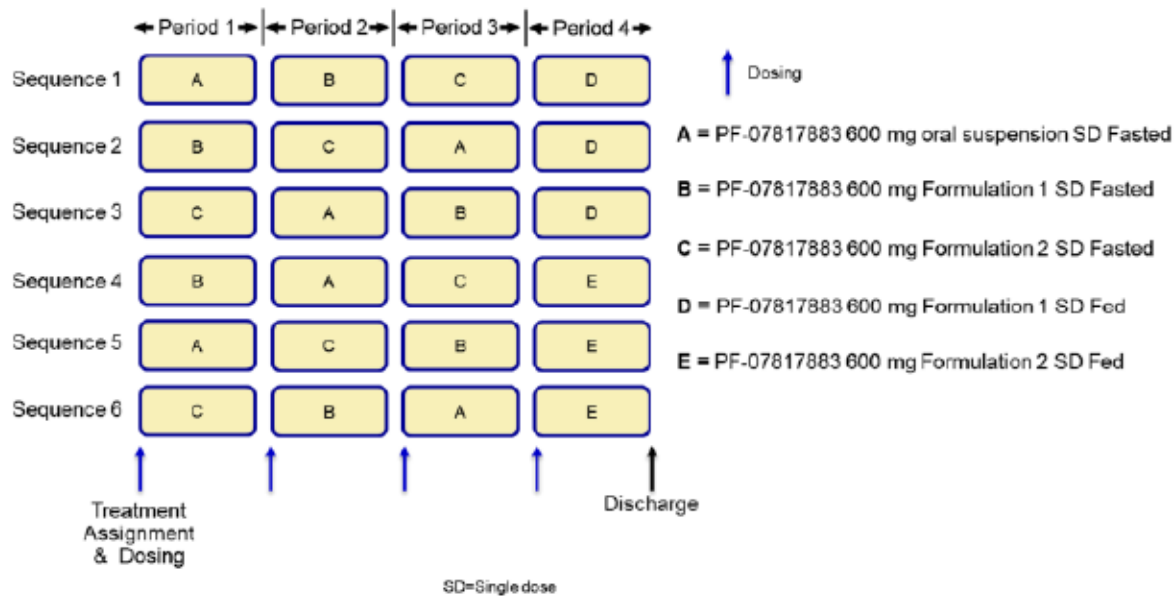 Period 1 Period 2 Period 3 Period 4
Sequence 1 A B C D
Dosing
Sequence 2 B C A D
A = PF-07817883 600 mg oral suspension SD Fasted
Sequence 3 C A B D
B = PF-07817883 600 mg Formulation 1 SD Fasted
C = PF-07817883 600 mg Formulation 2 SD Fasted
Sequence 4 B A C E
D = PF-07817883 600 mg Formulation 1 SD Fed
Sequence 5 A C B E
E = PF-07817883 600 mg Formulation 2 SD Fed
Sequence 6 C B A E
Treatment
Assignment
& Dosing
Discharge
SD=Single dose